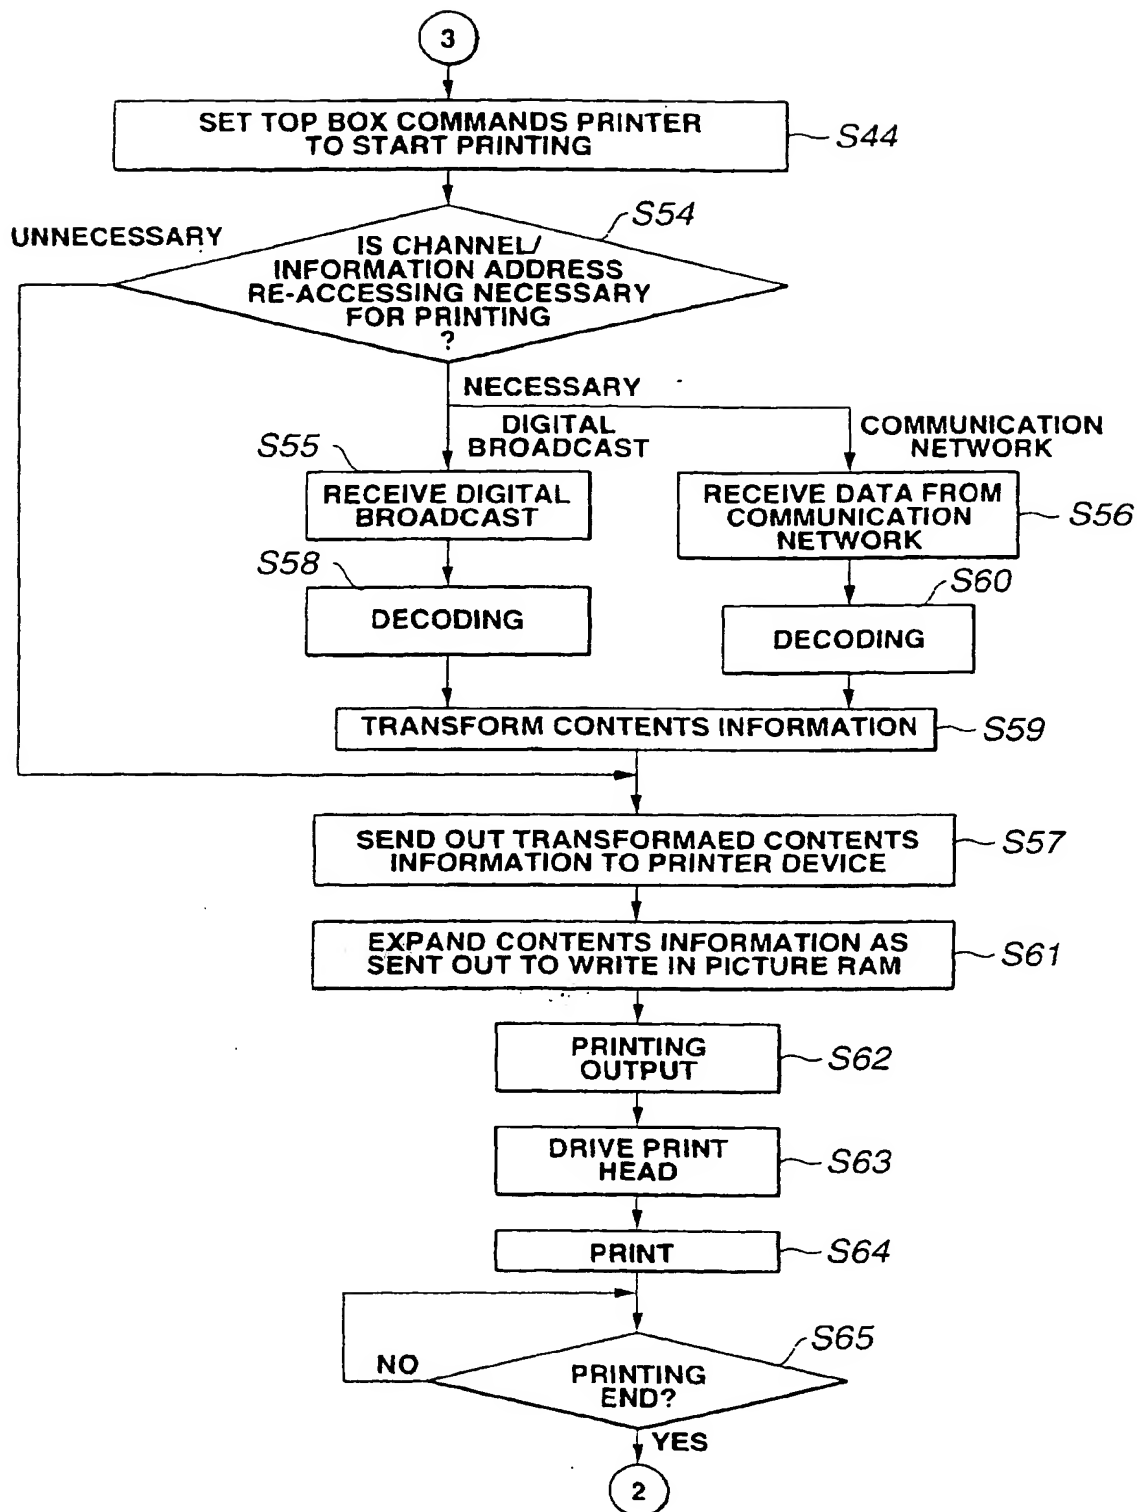 3
SET TOP BOX COMMANDS PRINTER
TO START PRINTING
S44
S54
UNNECESSARY
IS CHANNEL/
INFORMATION ADDRESS
RE-ACCESSING NECESSARY
FOR PRINTING
?
NECESSARY
DIGITAL
BROADCAST
COMMUNICATION
NETWORK
S55
RECEIVE DIGITAL
BROADCAST
RECEIVE DATA FROM
COMMUNICATION
NETWORK
S56
S58
DECODING
S60
DECODING
TRANSFORM CONTENTS INFORMATION
S59
SEND OUT TRANSFORMAED CONTENTS
INFORMATION TO PRINTER DEVICE
S57
EXPAND CONTENTS INFORMATION AS
SENT OUT TO WRITE IN PICTURE RAM
S61
PRINTING
OUTPUT
S62
DRIVE PRINT
HEAD
S63
PRINT
S64
S65
NO
PRINTING
END?
YES
2